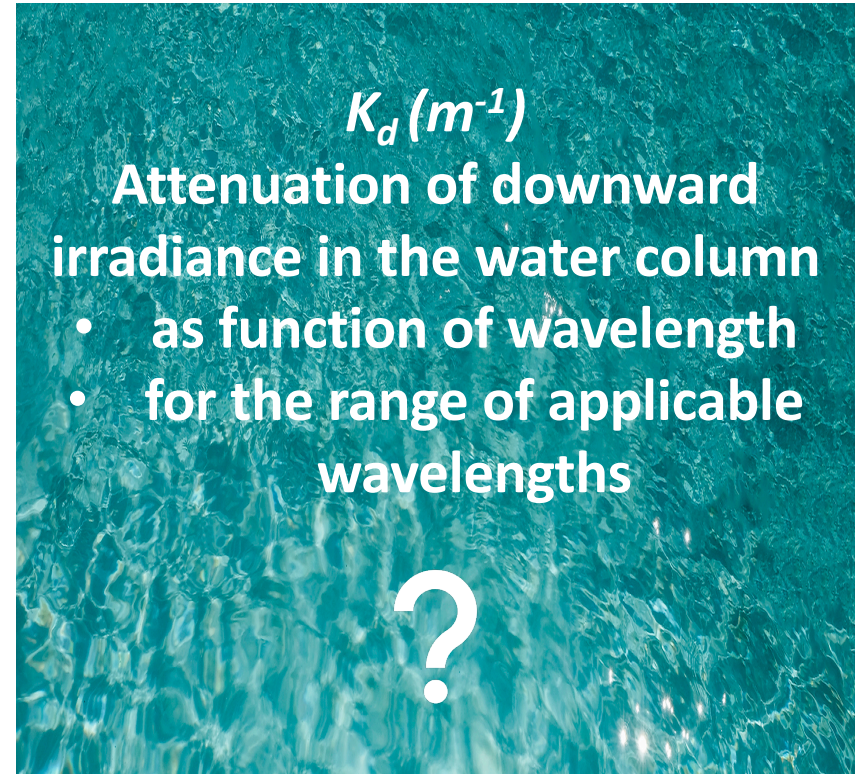 K_d (m⁻¹)
Attenuation of downward
irradiance in the water column
• as function of wavelength
• for the range of applicable
wavelengths
?